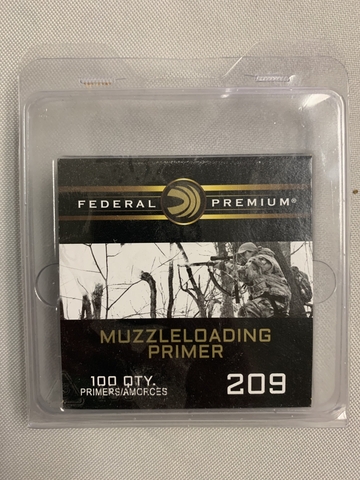 FEDERAL PREMIUM®
MUZZLELOADING
PRIMER
100 QTY.
PRIMERS/AMORCES
209